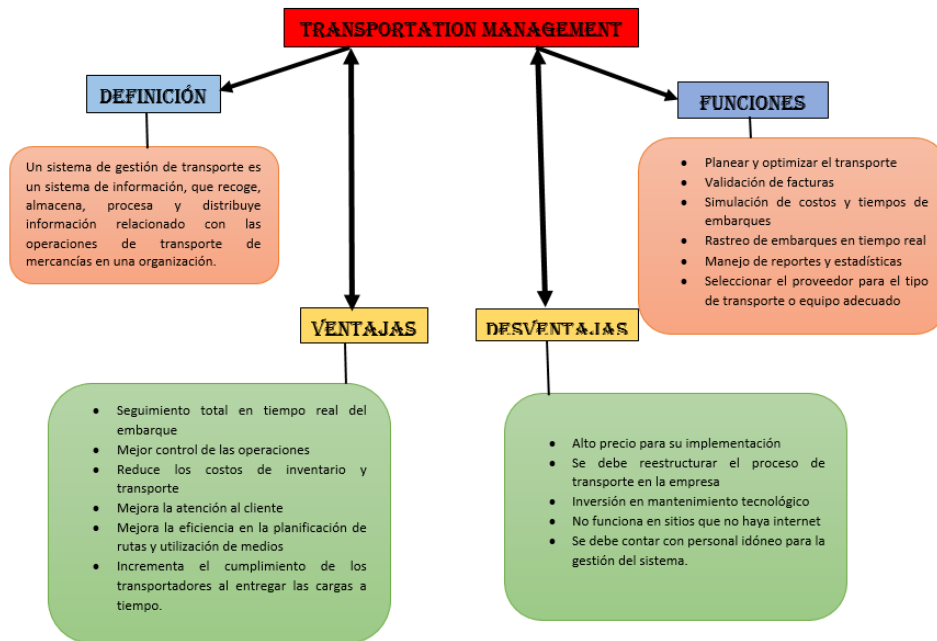 TRANSPORTATION MANAGEMENT
DEFINICIÓN
Un sistema de gestión de transporte es
un sistema de información, que recoge,
almacena, procesa y distribuye
información relacionado con las
operaciones de transporte de
mercancías en una organización.
FUNCIONES
• Planear y optimizar el transporte
• Validación de facturas
• Simulación de costos y tiempos de
embarques
• Rastreo de embarques en tiempo real
• Manejo de reportes y estadísticas
• Seleccionar el proveedor para el tipo
de transporte o equipo adecuado
VENTAJAS
• Seguimiento total en tiempo real del
embarque
• Mejor control de las operaciones
• Reduce los costos de inventario y
transporte
• Mejora la atención al cliente
• Mejora la eficiencia en la planificación de
rutas y utilización de medios
• Incrementa el cumplimiento de los
transportadores al entregar las cargas a
tiempo.
DESVENTAJAS
• Alto precio para su implementación
• Se debe reestructurar el proceso de
transporte en la empresa
• Inversión en mantenimiento tecnológico
• No funciona en sitios que no haya internet
• Se debe contar con personal idóneo para la
gestión del sistema.